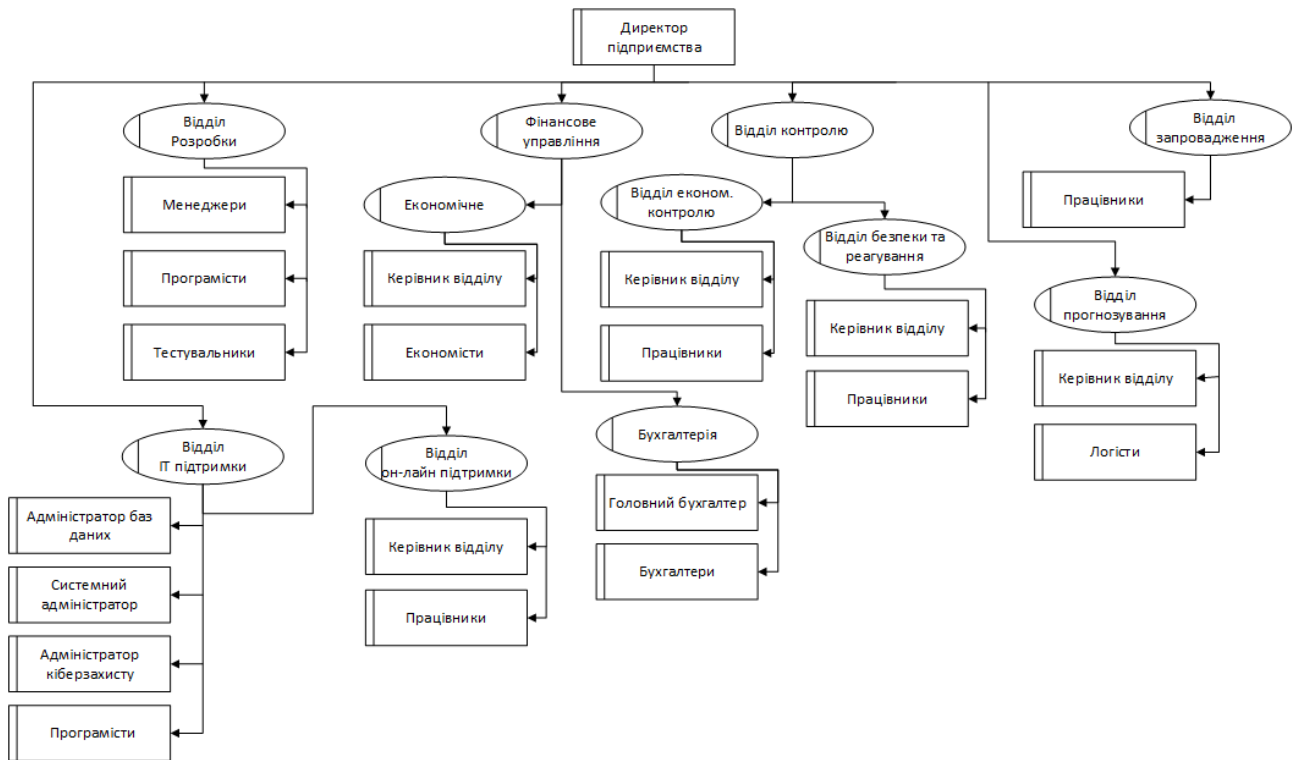 Директор
підприємства
Відділ
Розробки
Фінансове
управління
Відділ контролю
Відділ
запровадження
Менеджери
Економічне
Відділ економ.
контролю
Працівники
Відділ безпеки та
реагування
Програмісти
Керівник відділу
Керівник відділу
Відділ
прогнозування
Керівник відділу
Тестувальники
Економісти
Працівники
Керівник відділу
Працівники
Відділ
ІТ підтримки
Відділ
он-лайн підтримки
Бухгалтерія
Логісти
Адміністратор баз
даних
Керівник відділу
Головний бухгалтер
Системний
адміністратор
Працівники
Бухгалтери
Адміністратор
кіберзахисту
Програмісти